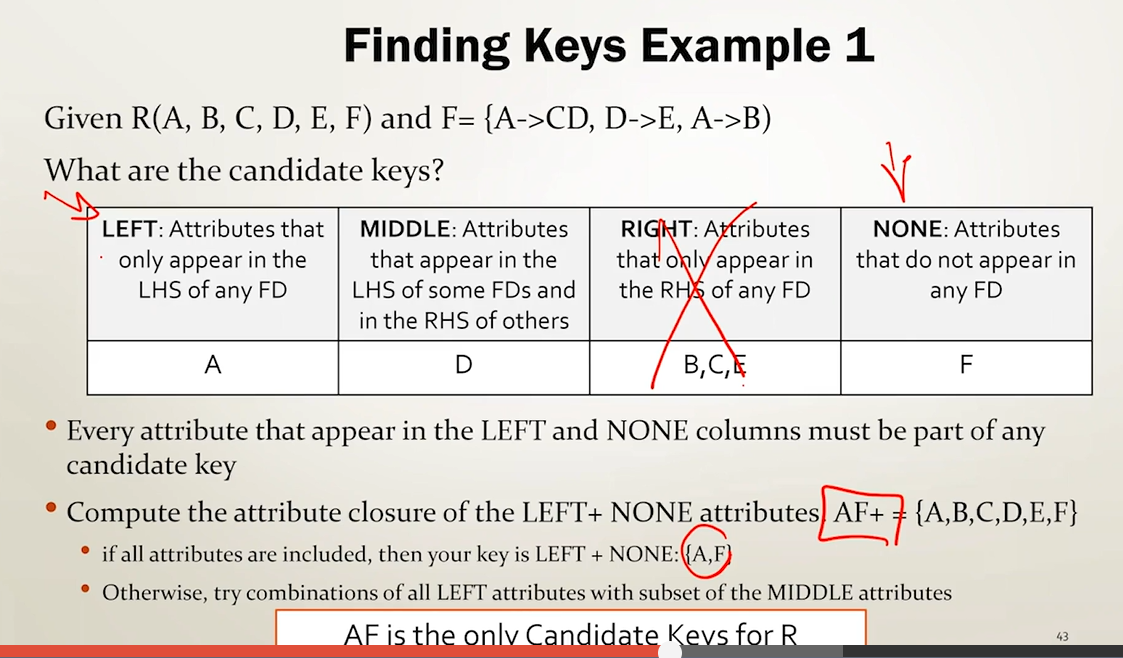 Finding Keys Example 1
Given R(A, B, C, D, E, F) and F= {A->CD, D->E, A->B)
What are the candidate keys?
LEFT: Attributes that only appear in the LHS of any FD
MIDDLE: Attributes that appear in the LHS of some FDs and in the RHS of others
RIGHT: Attributes that only appear in the RHS of any FD
NONE: Attributes that do not appear in any FD
A
D
B,C,E
F
• Every attribute that appear in the LEFT and NONE columns must be part of any
candidate key
• Compute the attribute closure of the LEFT+ NONE attributes AF+ = {A,B,C,D,E,F}
• if all attributes are included, then your key is LEFT + NONE: {A,F}
• Otherwise, try combinations of all LEFT attributes with subset of the MIDDLE attributes
AF is the only Candidate Keys for R
43